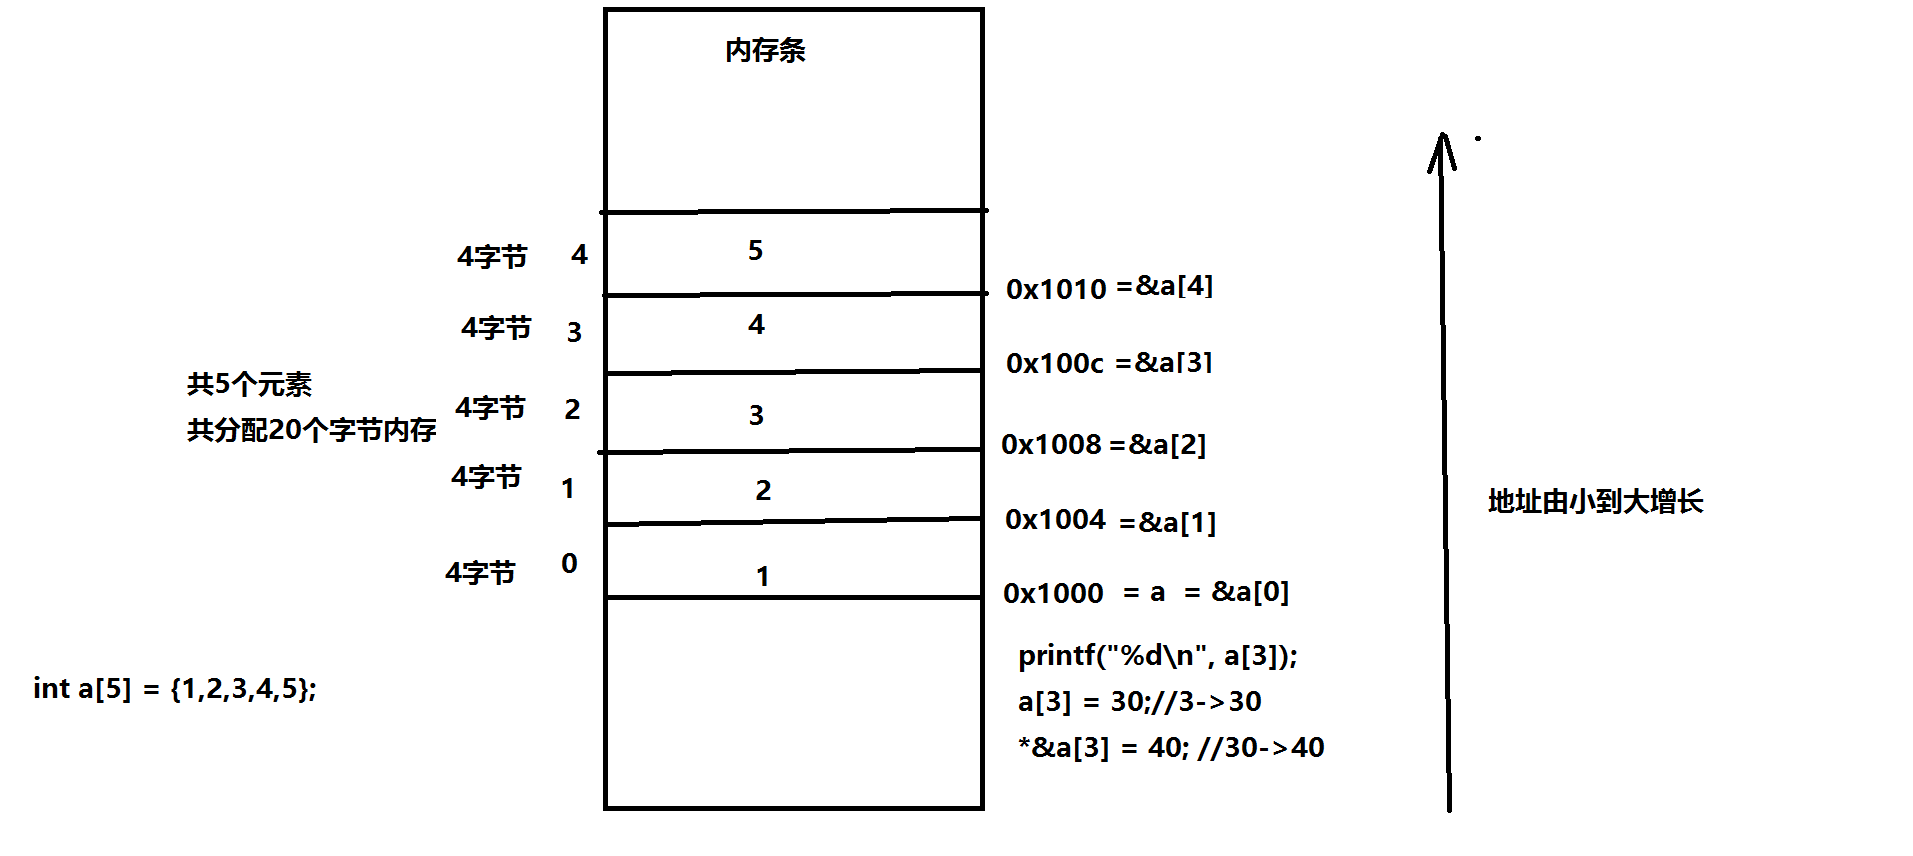 内存条
4字节 4 5
0x1010 =&a[4]
4字节 3 4
0x100c =&a[3]
共5个元素
共分配20个字节内存
4字节 2 3
0x1008 =&a[2]
4字节 1 2
0x1004 =&a[1]
地址由小到大增长
4字节 0 1
0x1000 = a = &a[0]
int a[5] = {1,2,3,4,5};
printf("%d\n", a[3]);
a[3] = 30;//3->30
*&a[3] = 40; //30->40